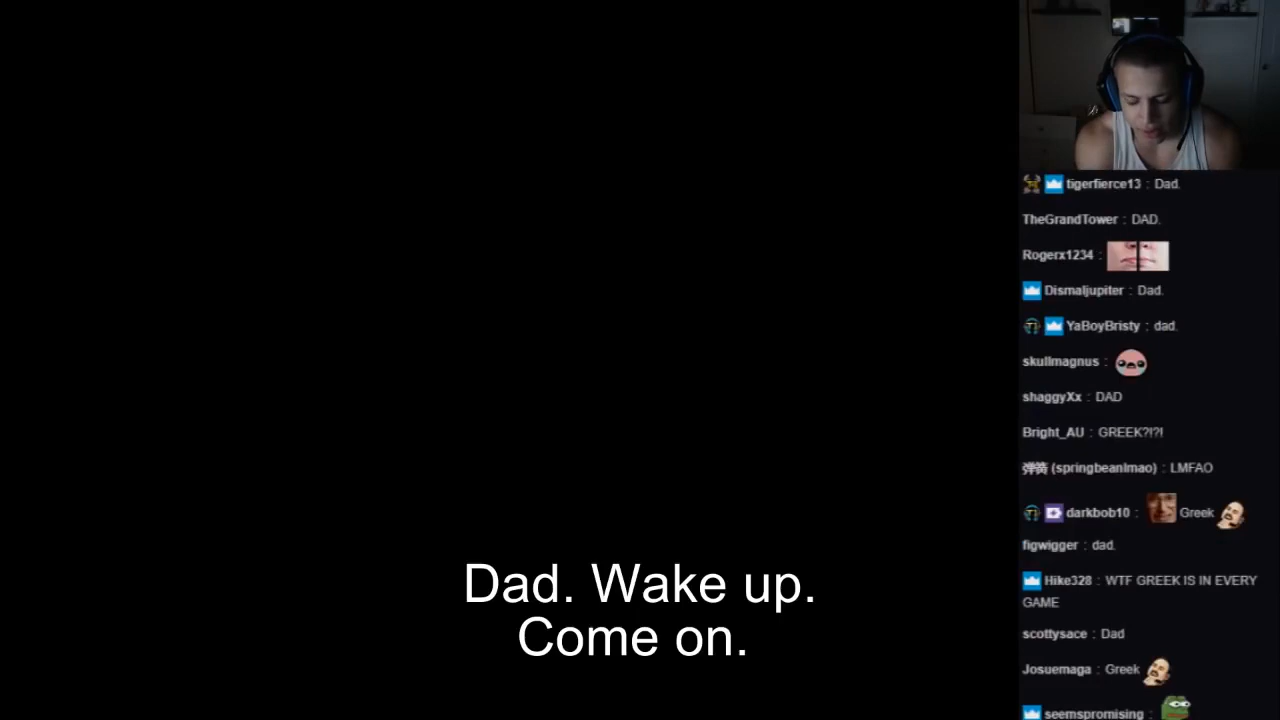 tigerfierce13 : Dad.
TheGrandTower : DAD.
Rogerx1234 :
Dismaljupiter : Dad.
YaBoyBristy : dad.
skullmagnus :
shaggyXx : DAD
Bright_AU : GREEK?!?!
弹簧 (springbeanlmao) : LMFAO
darkbob10 : Greek
figwigger : dad.
Hike328 : WTF GREEK IS IN EVERY
GAME
scottysace : Dad
Josuemaga : Greek
seemspromising :
Dad. Wake up.
Come on.